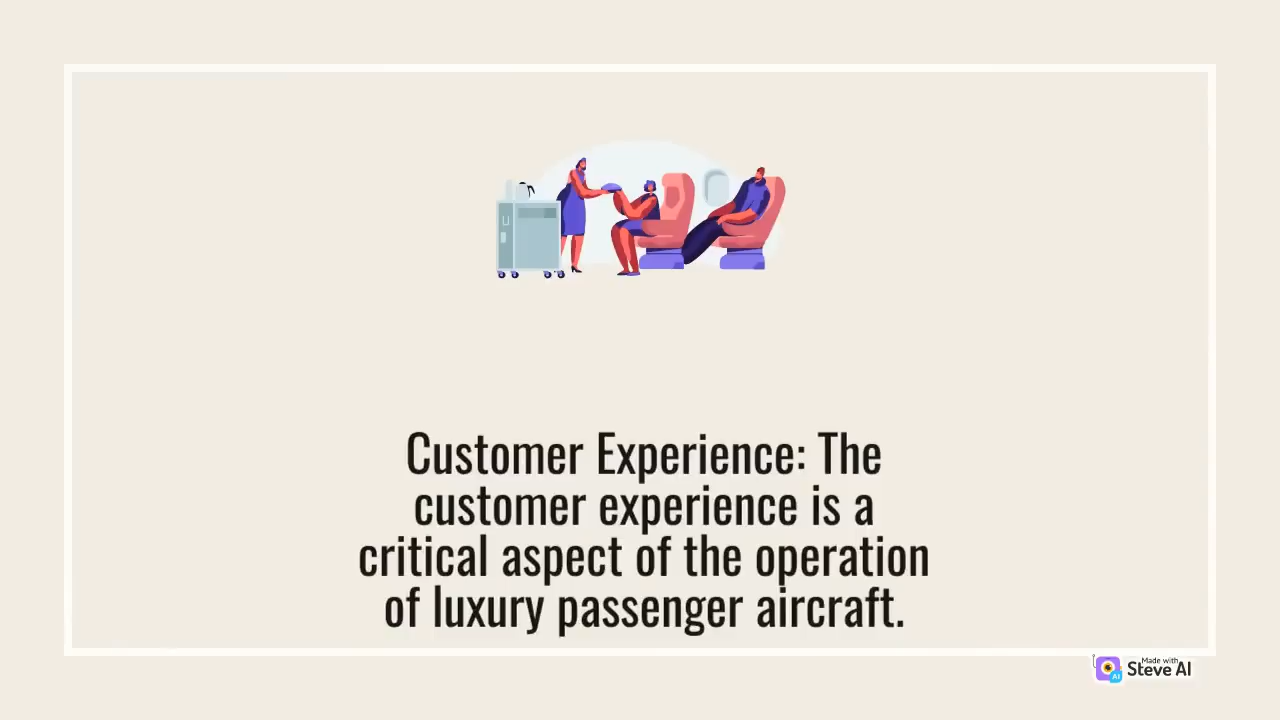 Customer Experience: The
customer experience is a
critical aspect of the operation
of luxury passenger aircraft.
Made with
Steve AI
AI